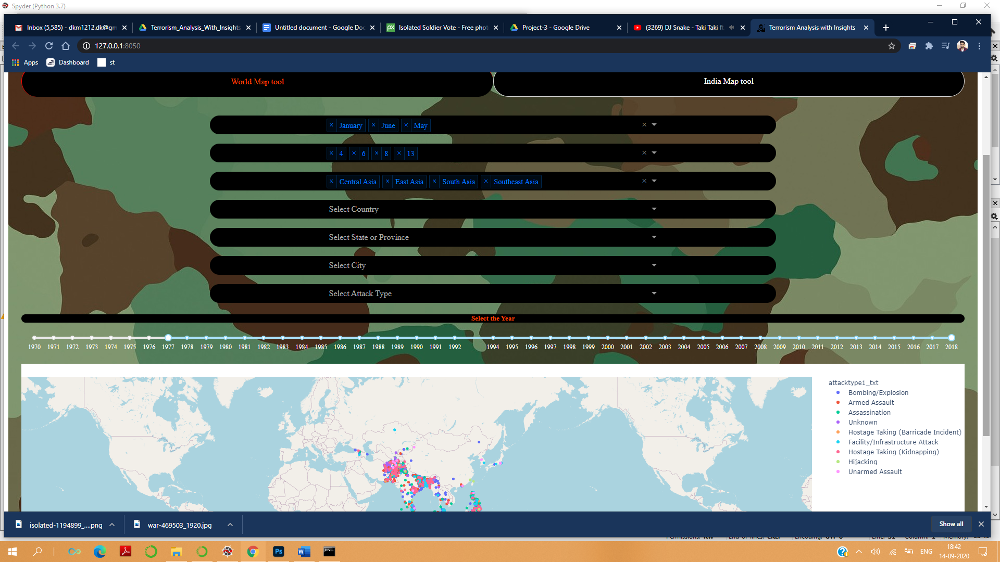 Spyder (Python 3.7)
Inbox (5,585) - dkm1212.dk@gm
Terrorism_Analysis_With_Insights
Untitled document - Google Doc
Isolated Soldier Vote - Free phot
Project-3 - Google Drive
(3269) DJ Snake - Taki Taki ft
Terrorism Analysis with Insights
127.0.0.1:8050
Apps
Dashboard
st
World Map tool
India Map tool
× January × June × May
× 4 × 6 × 8 × 13
× Central Asia × East Asia × South Asia × Southeast Asia
Select Country
Select State or Province
Select City
Select Attack Type
Select the Year
1970 1971 1972 1973 1974 1975 1976 1977 1978 1979 1980 1981 1982 1983 1984 1985 1986 1987 1988 1989 1990 1991 1992 1994 1995 1996 1997 1998 1999 2000 2001 2002 2003 2004 2005 2006 2007 2008 2009 2010 2011 2012 2013 2014 2015 2016 2017 2018
attacktype1_txt
Bombing/Explosion
Armed Assault
Assassination
Unknown
Hostage Taking (Barricade Incident)
Facility/Infrastructure Attack
Hostage Taking (Kidnapping)
Hijacking
Unarmed Assault
isolated-1194899_....png
war-469503_1920.jpg
Show all
Ps
ENG
18:42
14-09-2020